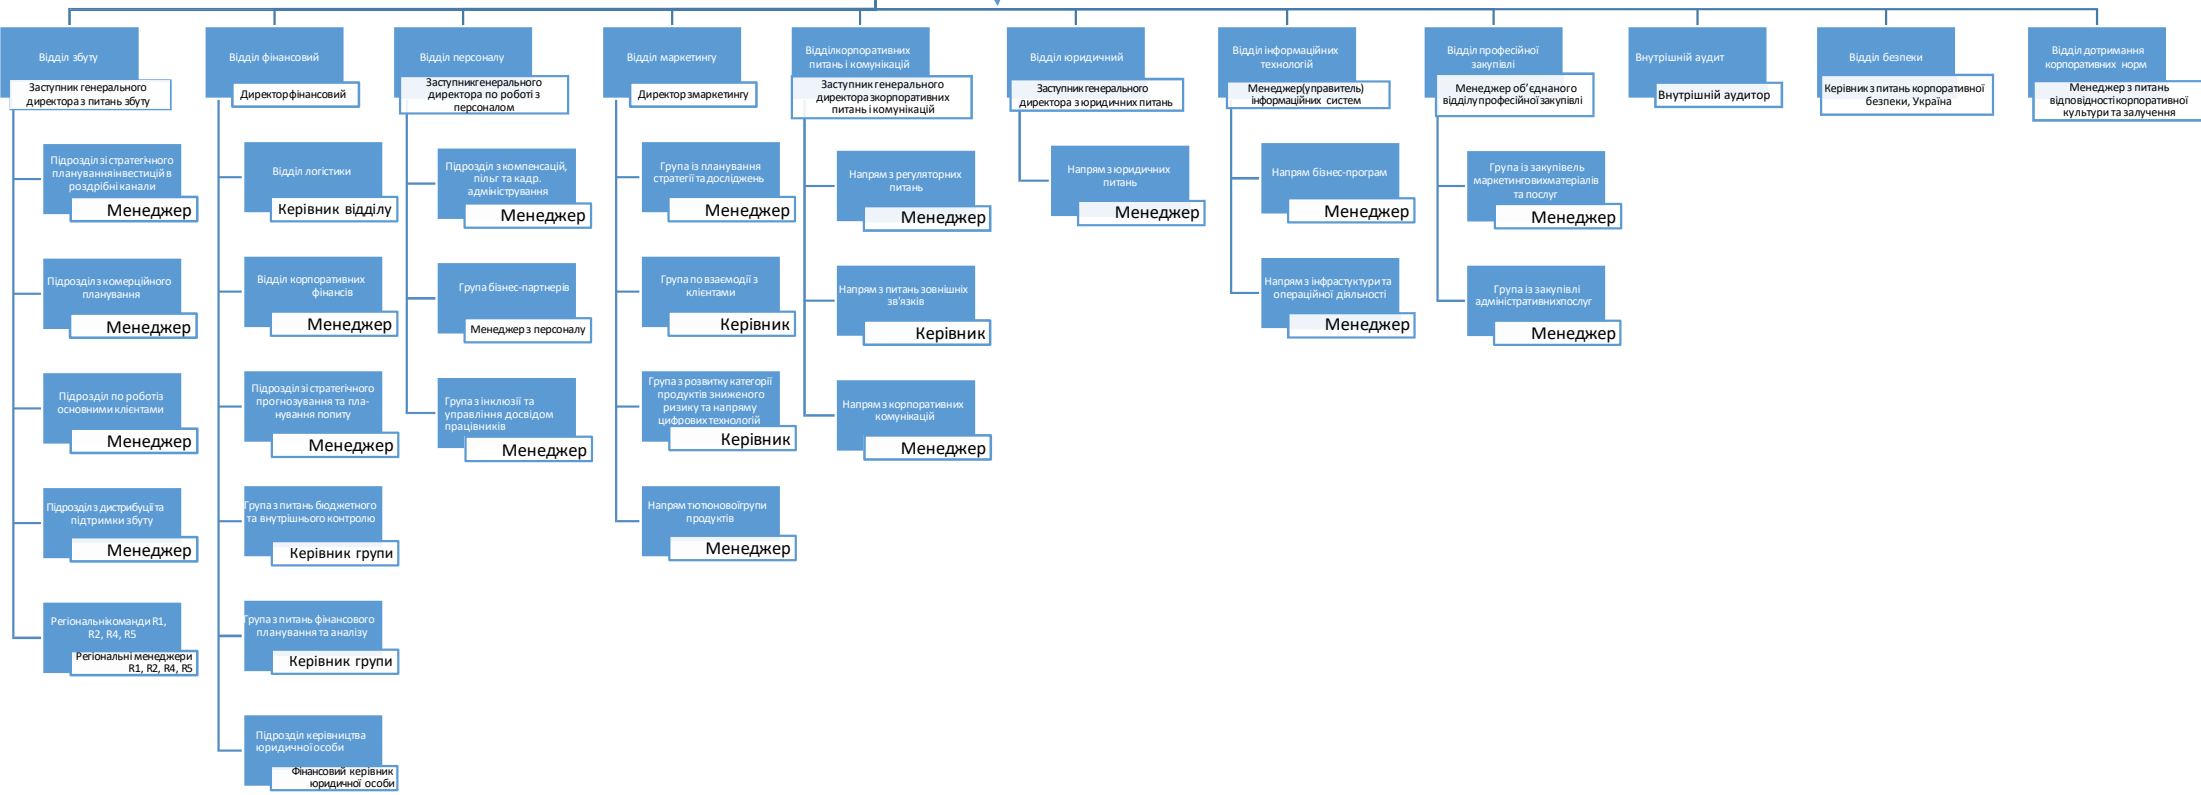 Відділ збуту
Заступник генерального
директора з питань збуту
Підрозділ зі стратегічного
плануванняінвестицій в
роздрібні канали
Менеджер
Підрозділ з комерційного
планування
Менеджер
Підрозділ по роботі з
основними клієнтами
Менеджер
Підрозділ з дистрибуції та
підтримки збуту
Менеджер
Регіональні команди R1,
R2, R4, R5
Регіональні менеджери
R1, R2, R4, R5
Відділ фінансовий
Директор фінансовий
Відділ логістики
Керівник відділу
Відділ корпоративних
фінансів
Менеджер
Підрозділ зі стратегічного
прогнозування та пла-
нування попиту
Менеджер
Група з питань бюджетного
та внутрішнього контролю
Керівник групи
Група з питань фінансового
планування та аналізу
Керівник групи
Підрозділ керівництва
юридичної особи
Фінансовий керівник
юридичної особи
Відділ персоналу
Заступник генерального
директора по роботі з
персоналом
Підрозділ з компенсацій,
пільг та кадр.
адміністрування
Менеджер
Група бізнес-партнерів
Менеджер з персоналу
Група з інклюзії та
управління досвідом
працівників
Менеджер
Відділ маркетингу
Директор змаркетингу
Група із планування
стратегії та досліджень
Менеджер
Група по взаємодії з
клієнтами
Керівник
Група з розвитку категорії
продуктів зниженого
ризику та напряму
цифрових технологій
Керівник
Напрям тютюновоїгрупи
продуктів
Менеджер
Відділкорпоративних
питань і комунікацій
Заступник генерального
директора зкорпоративних
питань і комунікацій
Напрям з регуляторних
питань
Менеджер
Напрям з питань зовнішніх
зв'язків
Керівник
Напрям з корпоративних
комунікацій
Менеджер
Відділ юридичний
Заступник генерального
директора з юридичних питань
Напрям з юридичних
питань
Менеджер
Відділ інформаційних
технологій
Менеджер(управитель)
інформаційних систем
Напрям бізнес-програм
Менеджер
Напрям з інфраструктури та
операційної діяльності
Менеджер
Відділ професійної
закупівлі
Менеджер об’єднаного
відділу професійної закупівлі
Група із закупівель
маркетинговихматеріалів
та послуг
Менеджер
Група із закупівлі
адміністративнихпослуг
Менеджер
Внутрішній аудит
Внутрішній аудитор
Відділ безпеки
Керівник з питань корпоративної
безпеки, Україна
Відділ дотримання
корпоративних норм
Менеджер з питань
відповідності корпоративної
культури та залучення